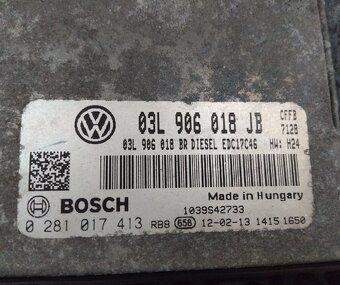 03L 906 018 JB
CFFB
7128
03L 906 018 BR DIESEL EDC17C46 HW: H24
Made in Hungary
BOSCH
1039S42733
0 281 017 413 RB8 658 12-02-13 1415 1650